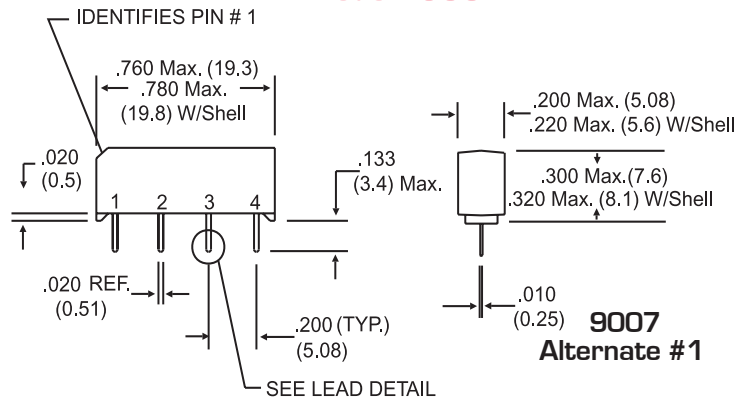 IDENTIFIES PIN # 1
.760 Max. (19.3)
.780 Max.
(19.8) W/Shell
.020
(0.5)
.133
(3.4) Max.
1 2 3 4
.020 REF.
(0.51)
.200 (TYP.)
(5.08)
SEE LEAD DETAIL
.200 Max. (5.08)
.220 Max. (5.6) W/Shell
.300 Max.(7.6)
.320 Max. (8.1) W/Shell
.010
(0.25)
9007
Alternate #1